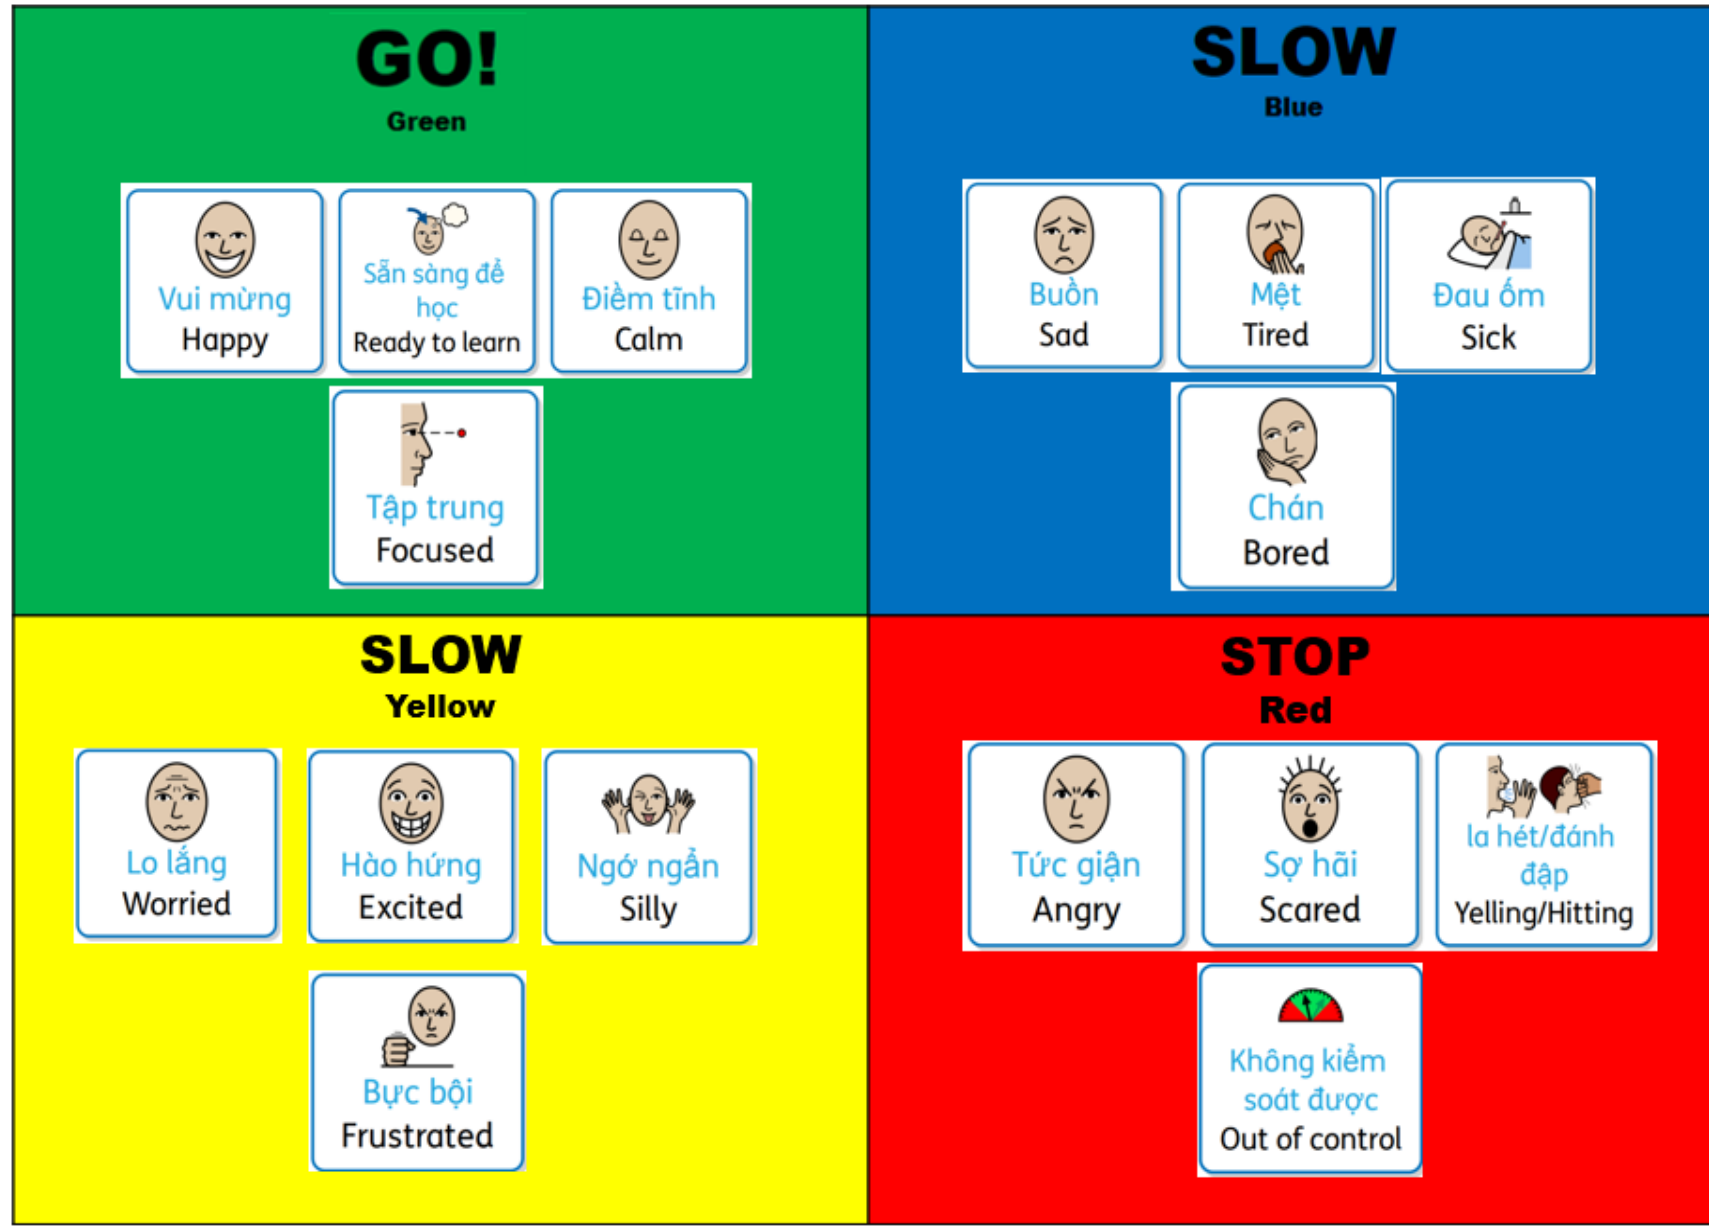 GO!
Green
Vui mừng
Happy
Sẵn sàng để
học
Ready to learn
Điềm tĩnh
Calm
Tập trung
Focused
SLOW
Blue
Buồn
Sad
Mệt
Tired
Đau ốm
Sick
Chán
Bored
SLOW
Yellow
Lo lắng
Worried
Hào hứng
Excited
Ngớ ngẩn
Silly
Bực bội
Frustrated
STOP
Red
Tức giận
Angry
Sợ hãi
Scared
la hét/đánh
đập
Yelling/Hitting
Không kiểm
soát được
Out of control